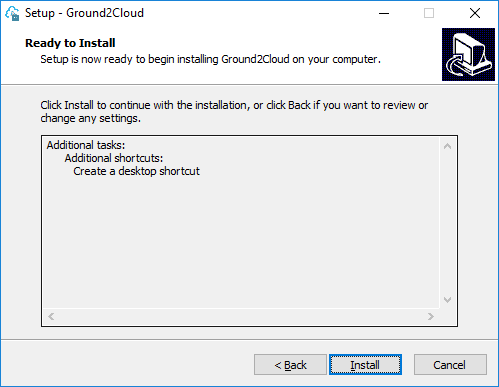 Setup - Ground2Cloud
Ready to Install
Setup is now ready to begin installing Ground2Cloud on your computer.
Click Install to continue with the installation, or click Back if you want to review or
change any settings.
Additional tasks:
Additional shortcuts:
Create a desktop shortcut
< Back
Install
Cancel